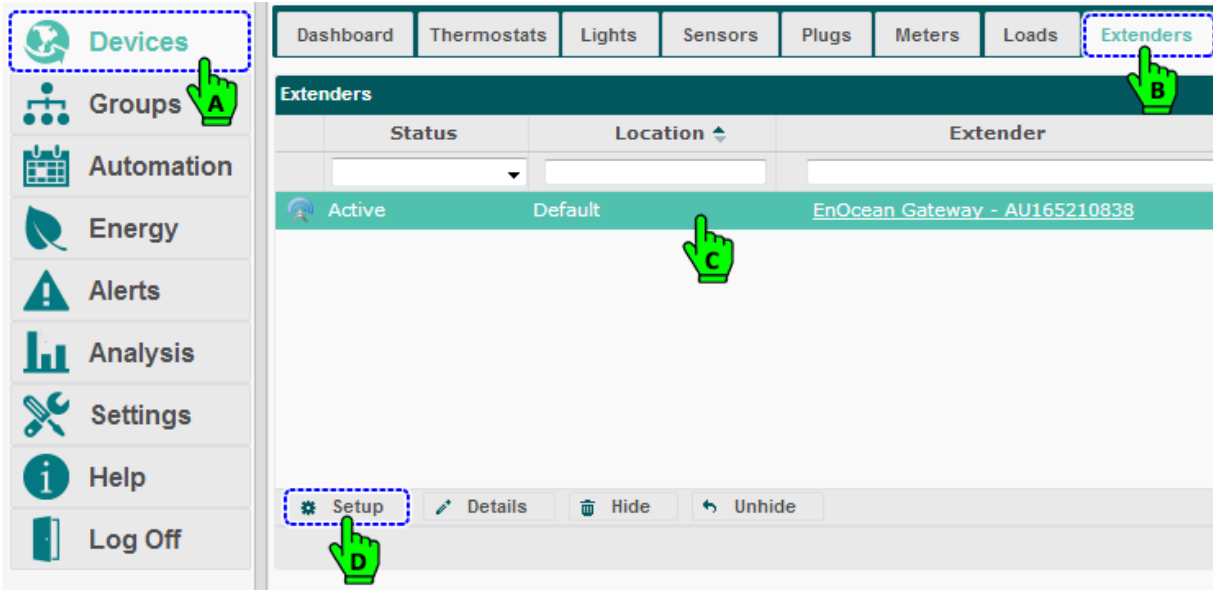 Devices
A
Groups
Automation
Energy
Alerts
Analysis
Settings
Help
Log Off
Dashboard Thermostats Lights Sensors Plugs Meters Loads Extenders
B
Extenders
Status Location Extender
Active Default EnOcean Gateway - AU165210838
C
Setup Details Hide Unhide
D